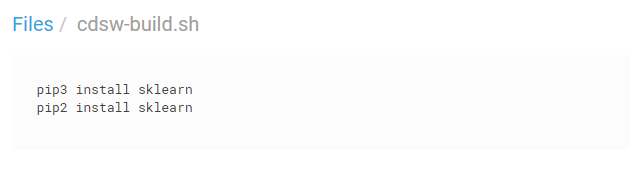 Files / cdsw-build.sh
pip3 install sklearn
pip2 install sklearn